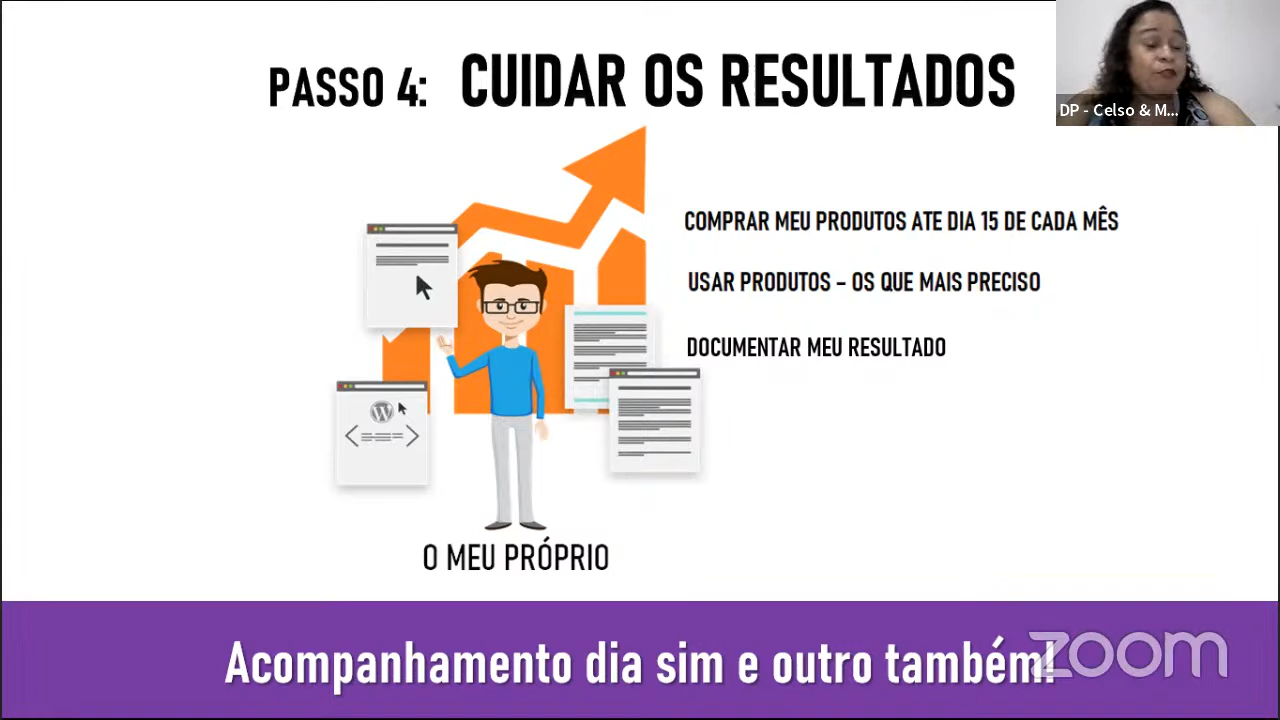 PASSO 4: CUIDAR OS RESULTADOS
DP - Celso & M...
COMPRAR MEU PRODUTOS ATE DIA 15 DE CADA MÊS
USAR PRODUTOS – OS QUE MAIS PRECISO
DOCUMENTAR MEU RESULTADO
W
O MEU PRÓPRIO
Acompanhamento dia sim e outro também!
zoom